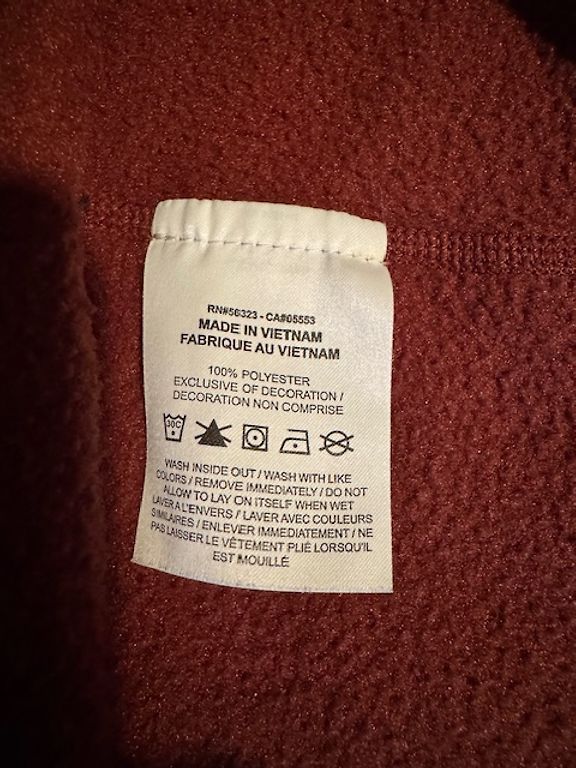 RN#56323 - CA#05553
MADE IN VIETNAM
FABRIQUE AU VIETNAM
100% POLYESTER
EXCLUSIVE OF DECORATION /
DECORATION NON COMPRISE
30C
WASH INSIDE OUT / WASH WITH LIKE
COLORS / REMOVE IMMEDIATELY / DO NOT
ALLOW TO LAY ON ITSELF WHEN WET
LAVER A L'ENVERS / LAVER AVEC COULEURS
SIMILAIRES / ENLEVER IMMEDIATEMENT / NE
PAS LAISSER LE VÊTEMENT PLIÉ LORSQU'IL
EST MOUILLÉ